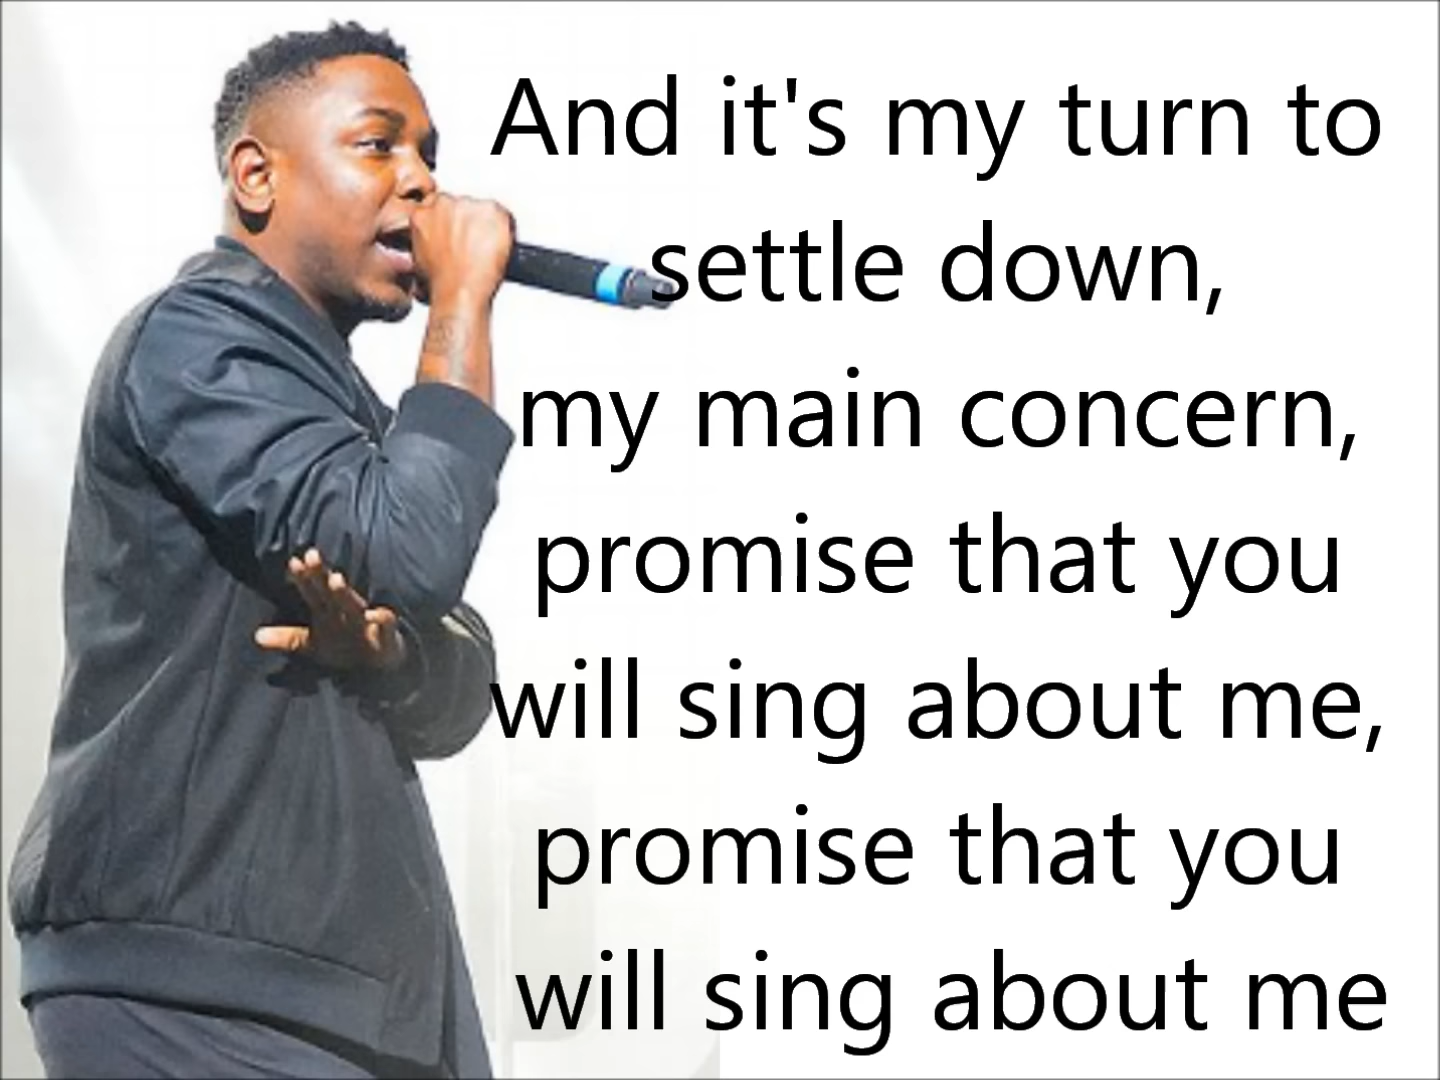 And it's my turn to
settle down,
my main concern,
promise that you
will sing about me,
promise that you
will sing about me